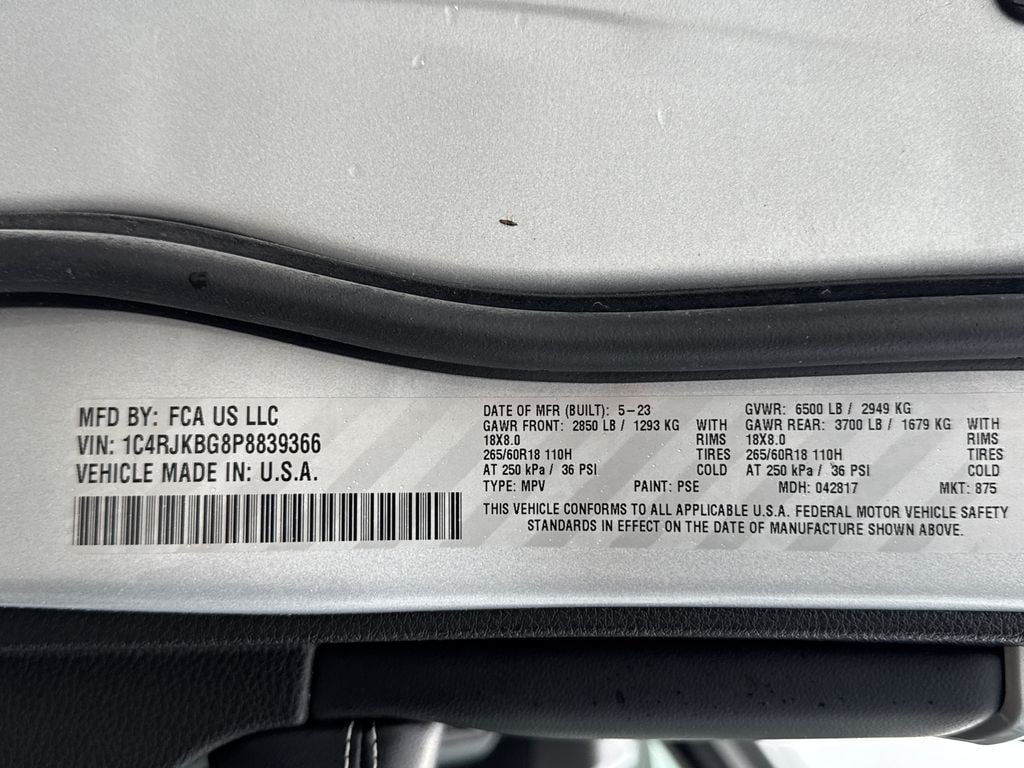 MFD BY: FCA US LLC
VIN: 1C4RJKBG8P8839366
VEHICLE MADE IN: U.S.A.
DATE OF MFR (BUILT): 5-23 GVWR: 6500 LB / 2949 KG
GAWR FRONT: 2850 LB / 1293 KG WITH GAWR REAR: 3700 LB / 1679 KG WITH
18X8.0 RIMS 18X8.0 RIMS
265/60R18 110H TIRES 265/60R18 110H TIRES
AT 250 kPa / 36 PSI COLD AT 250 kPa / 36 PSI COLD
TYPE: MPV PAINT: PSE MDH: 042817 MKT: 875
THIS VEHICLE CONFORMS TO ALL APPLICABLE U.S.A. FEDERAL MOTOR VEHICLE SAFETY
STANDARDS IN EFFECT ON THE DATE OF MANUFACTURE SHOWN ABOVE.